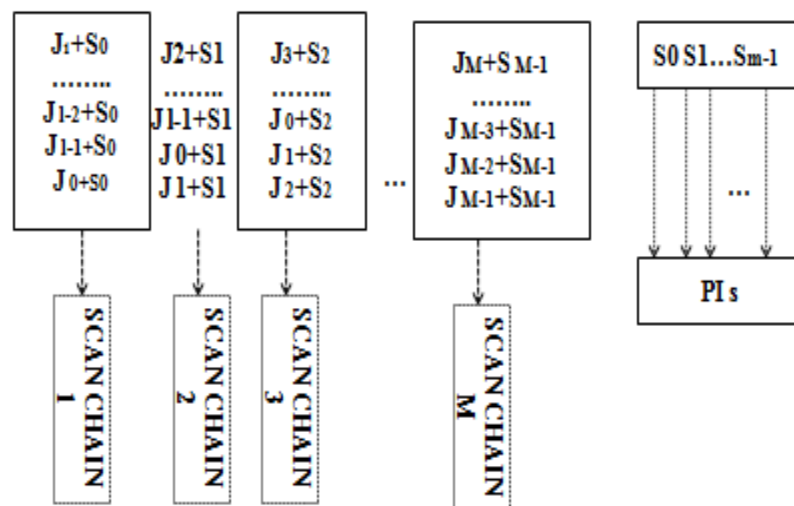 J1+S0
........
J1-2+S0
J1-1+S0
J0+S0
J2+S1
........
J1-1+S1
J0+S1
J1+S1
J3+S2
........
J0+S2
J1+S2
J2+S2
...
JM+SM-1
........
JM-3+SM-1
JM-2+SM-1
JM-1+SM-1
S0 S1...Sm-1
...
PI s
SCAN CHAIN
1
SCAN CHAIN
2
SCAN CHAIN
3
SCAN CHAIN
M